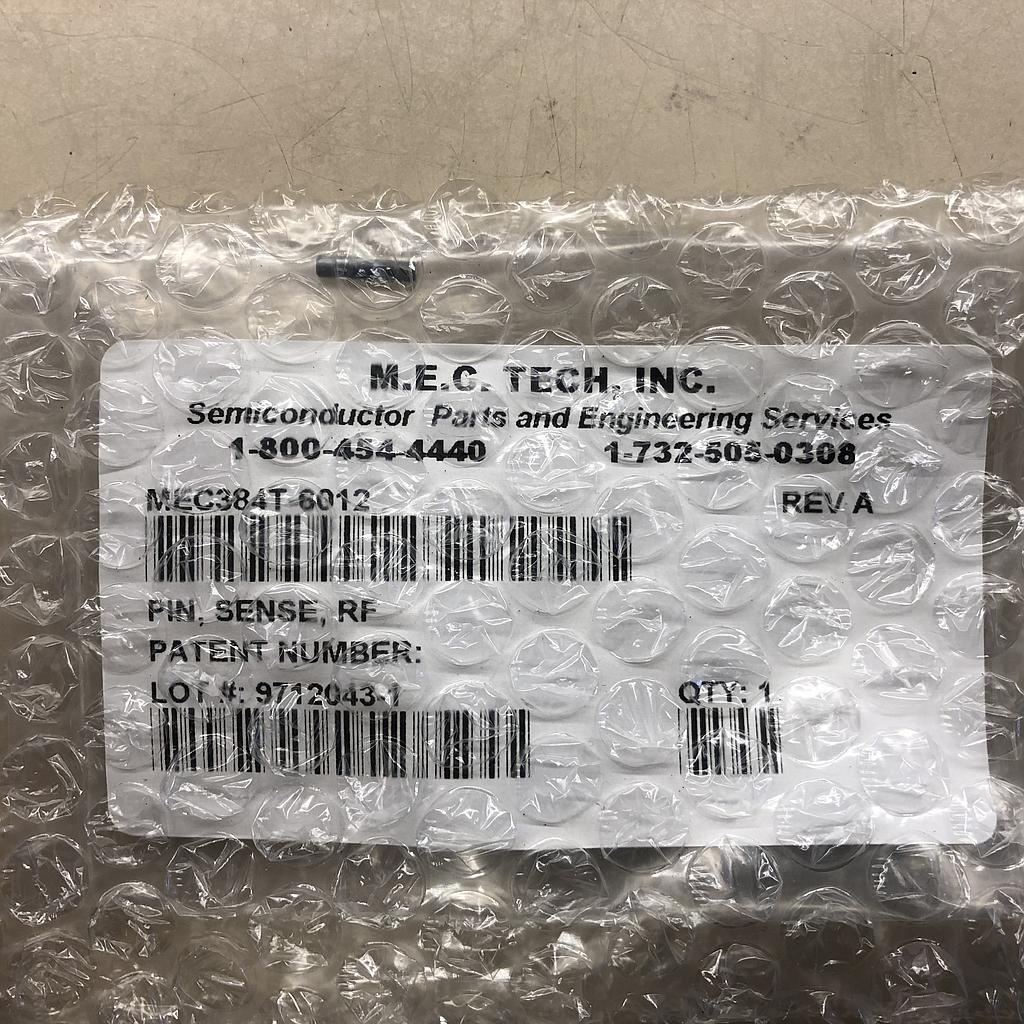 M.E.C. TECH, INC.
Semiconductor Parts and Engineering Services
1-800-454-4440 1-732-505-0308
MEC384T-6012 REV A
PIN, SENSE, RF
PATENT NUMBER:
LOT #: 9712043-1 QTY: 1